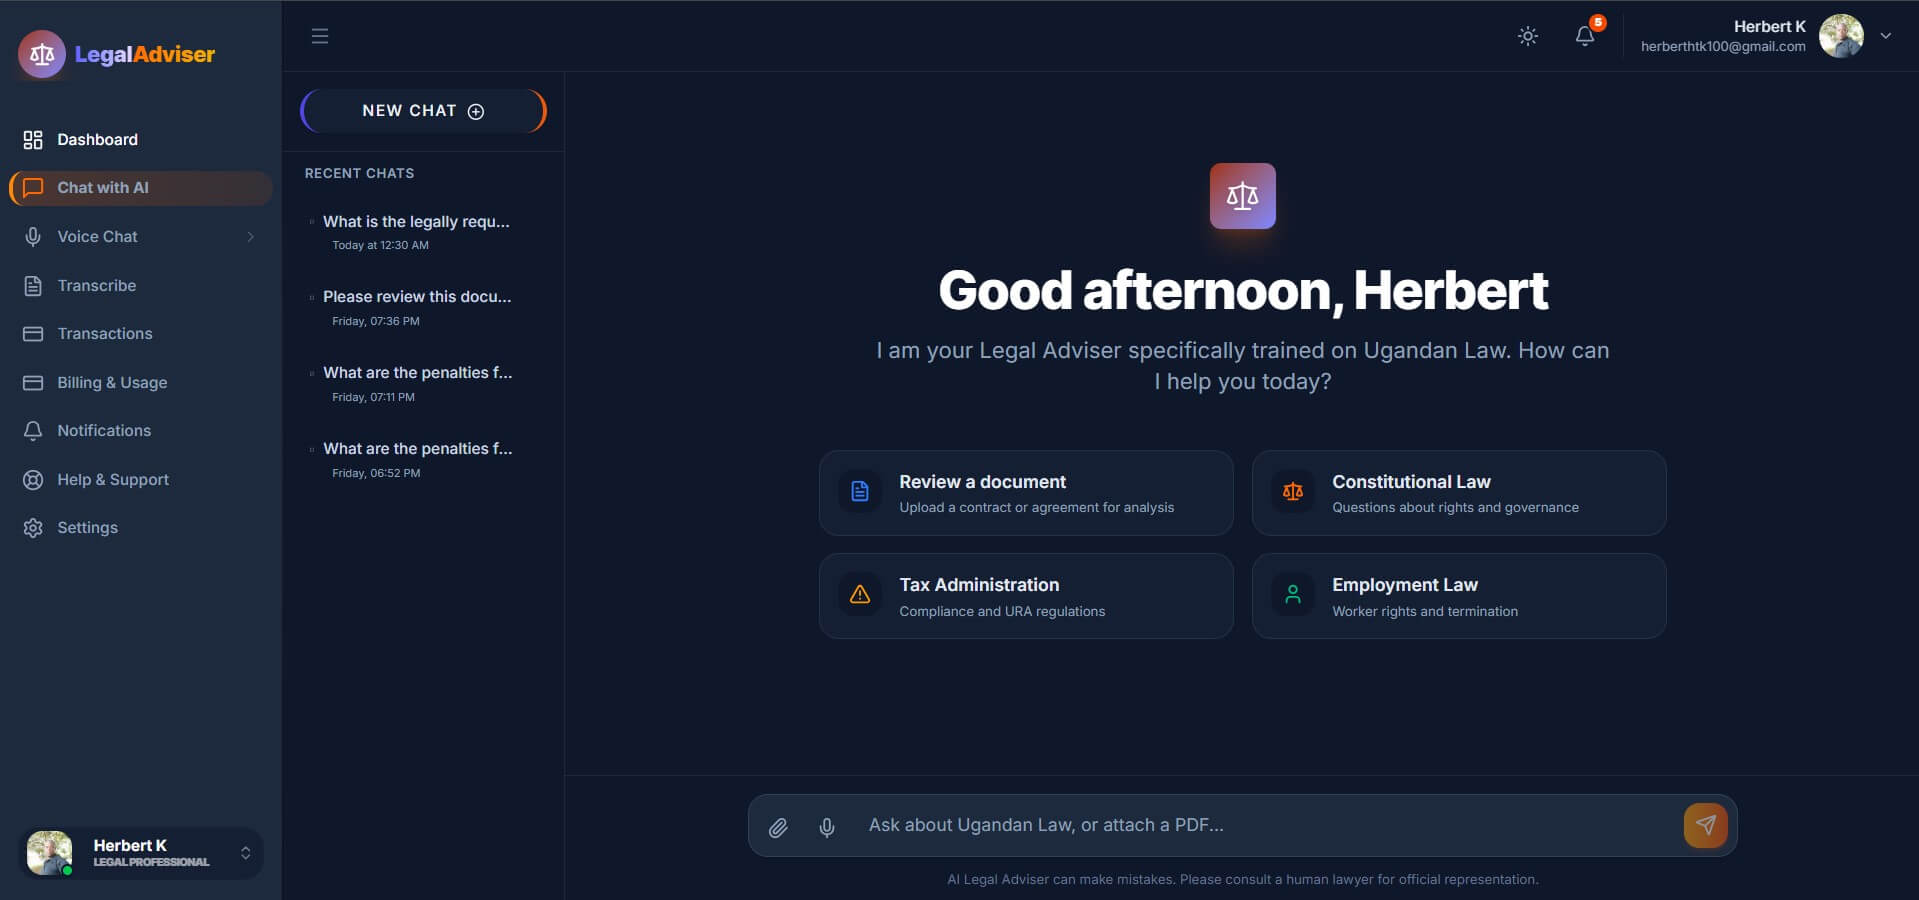 LegalAdviser
Dashboard
Chat with AI
Voice Chat
Transcribe
Transactions
Billing & Usage
Notifications
Help & Support
Settings
Herbert K
LEGAL PROFESSIONAL
NEW CHAT
RECENT CHATS
What is the legally requ...
Today at 12:30 AM
Please review this docu...
Friday, 07:36 PM
What are the penalties f...
Friday, 07:11 PM
What are the penalties f...
Friday, 06:52 PM
5
Herbert K
herberthtk100@gmail.com
Good afternoon, Herbert
I am your Legal Adviser specifically trained on Ugandan Law. How can
I help you today?
Review a document
Upload a contract or agreement for analysis
Constitutional Law
Questions about rights and governance
Tax Administration
Compliance and URA regulations
Employment Law
Worker rights and termination
Ask about Ugandan Law, or attach a PDF...
AI Legal Adviser can make mistakes. Please consult a human lawyer for official representation.